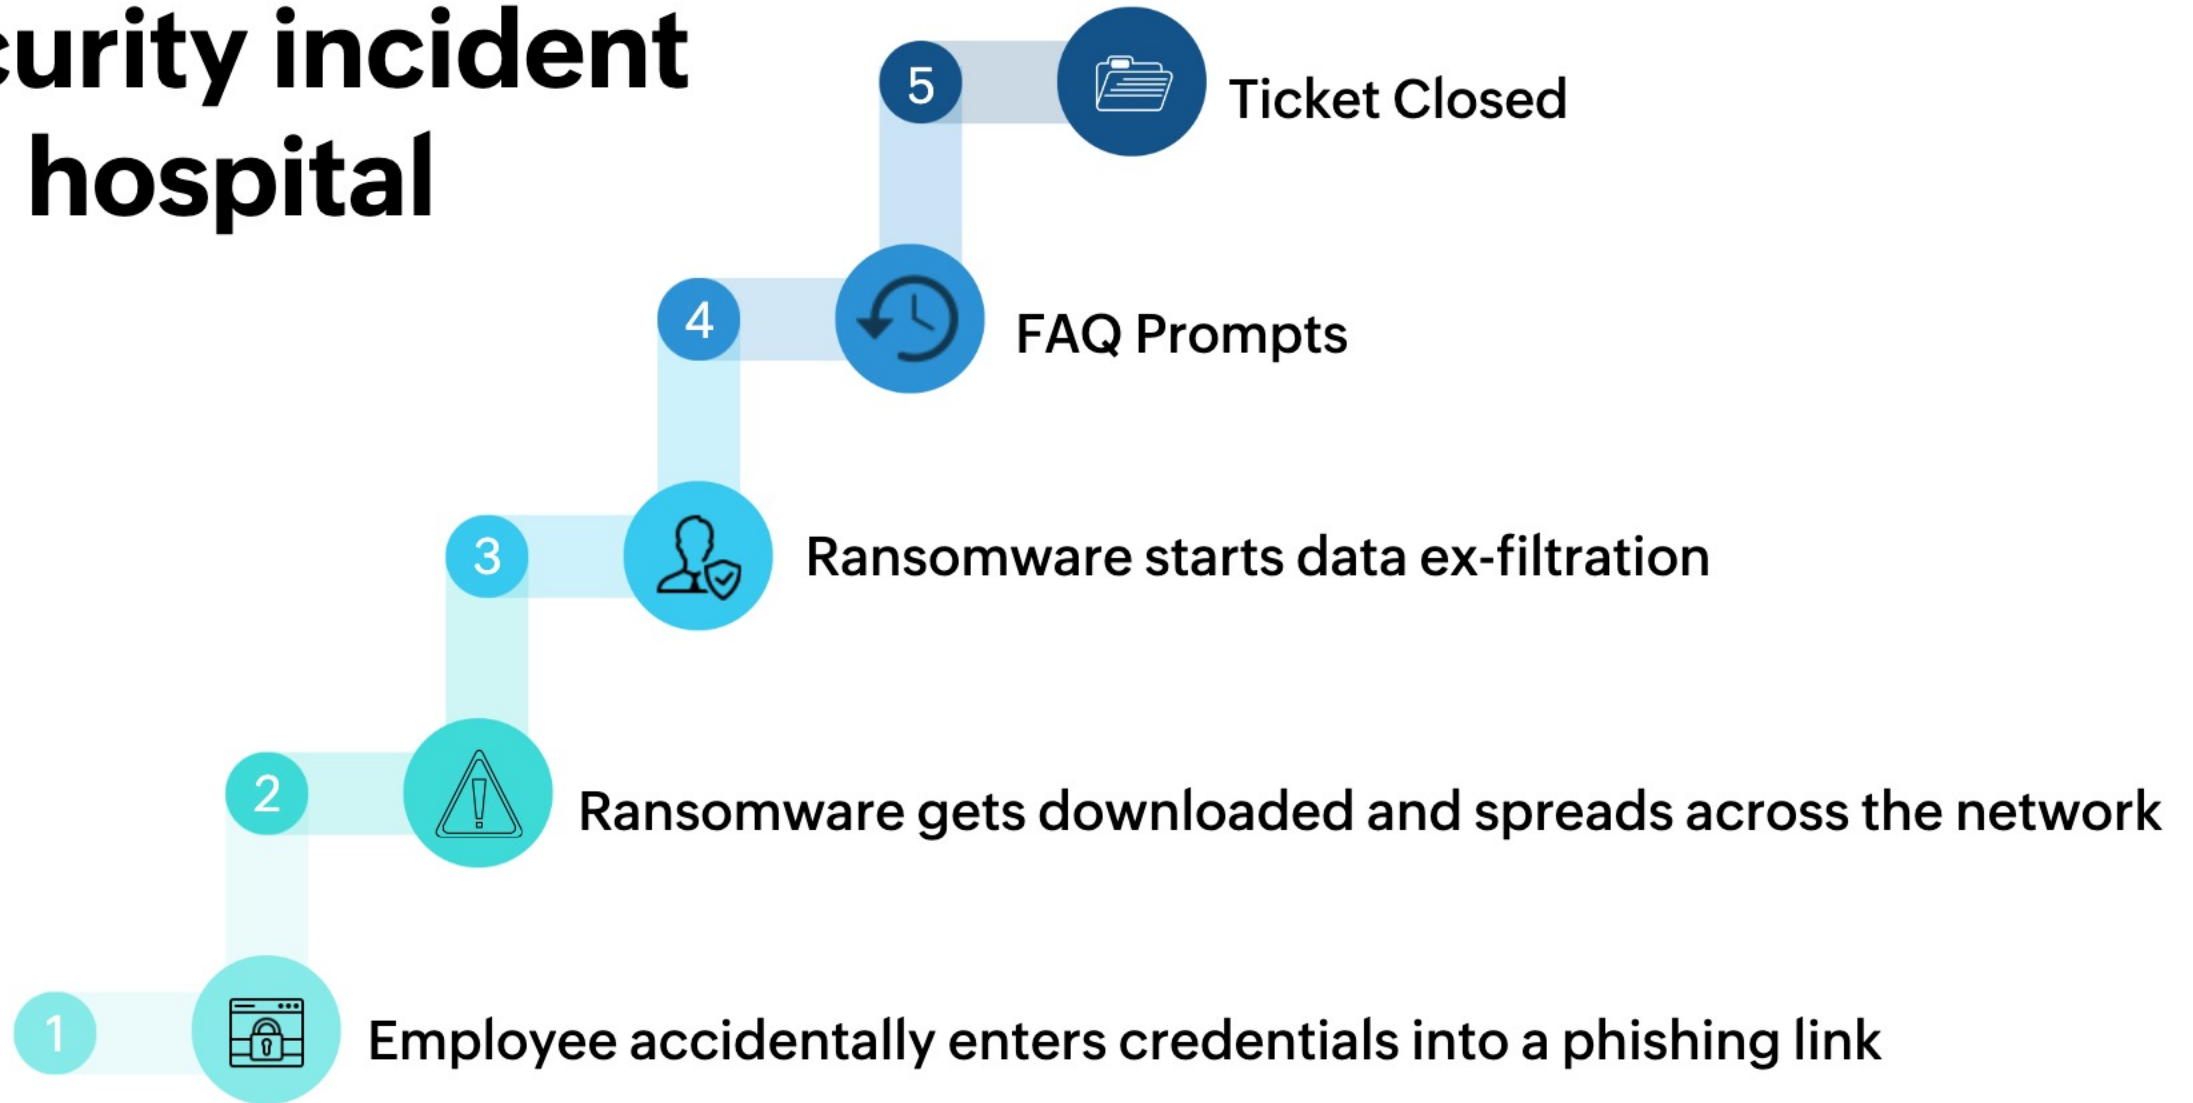 curity incident
hospital
5
Ticket Closed
4
FAQ Prompts
3
Ransomware starts data ex-filtration
2
Ransomware gets downloaded and spreads across the network
1
Employee accidentally enters credentials into a phishing link